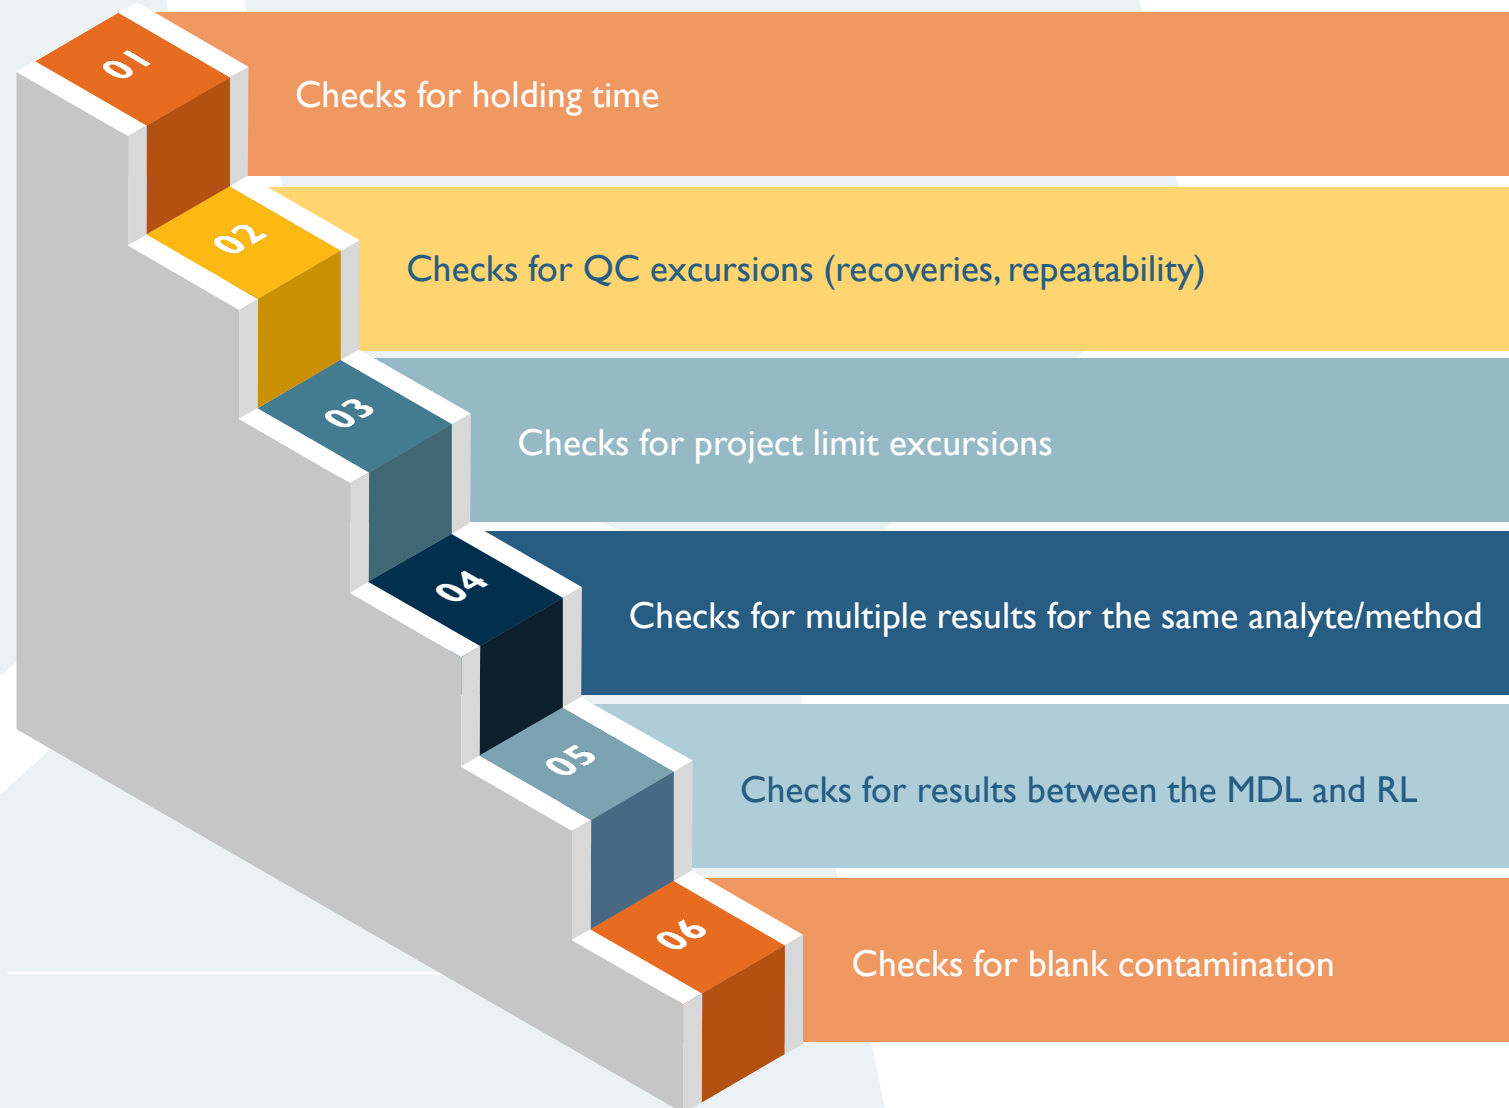 01
Checks for holding time
02
Checks for QC excursions (recoveries, repeatability)
03
Checks for project limit excursions
04
Checks for multiple results for the same analyte/method
05
Checks for results between the MDL and RL
06
Checks for blank contamination